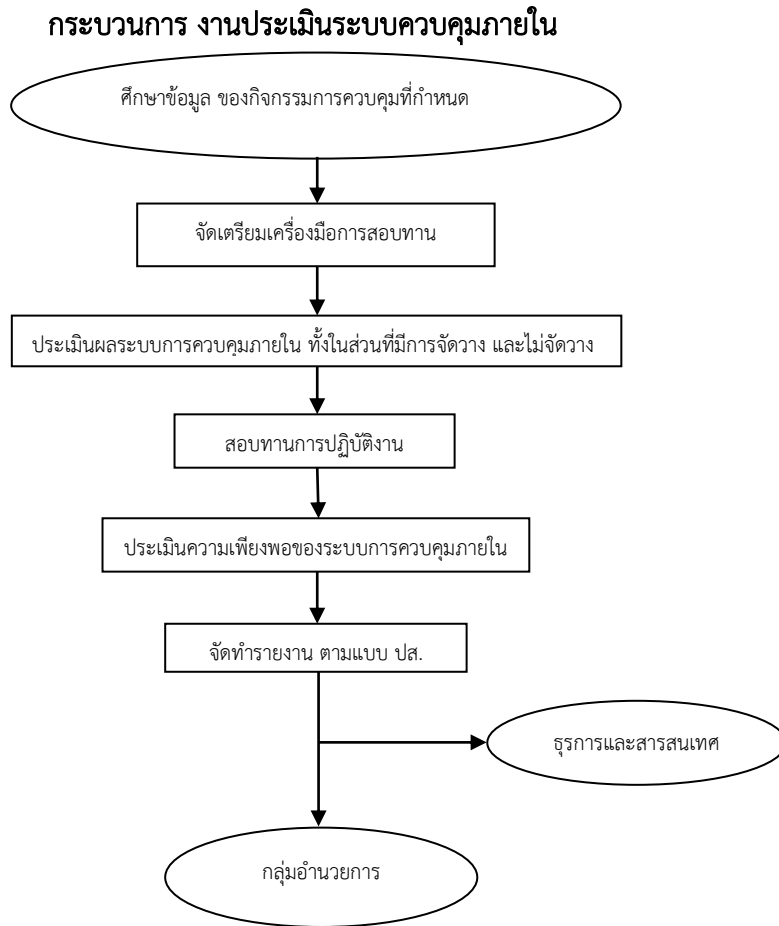 กระบวนการ งานประเมินระบบควบคุมภายใน
ศึกษาข้อมูล ของกิจกรรมการควบคุมที่กำหนด
จัดเตรียมเครื่องมือการสอบทาน
ประเมินผลระบบการควบคุมภายใน ทั้งในส่วนที่มีการจัดวาง และไม่จัดวาง
สอบทานการปฏิบัติงาน
ประเมินความเพียงพอของระบบการควบคุมภายใน
จัดทำรายงาน ตามแบบ ปส.
ธุรการและสารสนเทศ
กลุ่มอำนวยการ